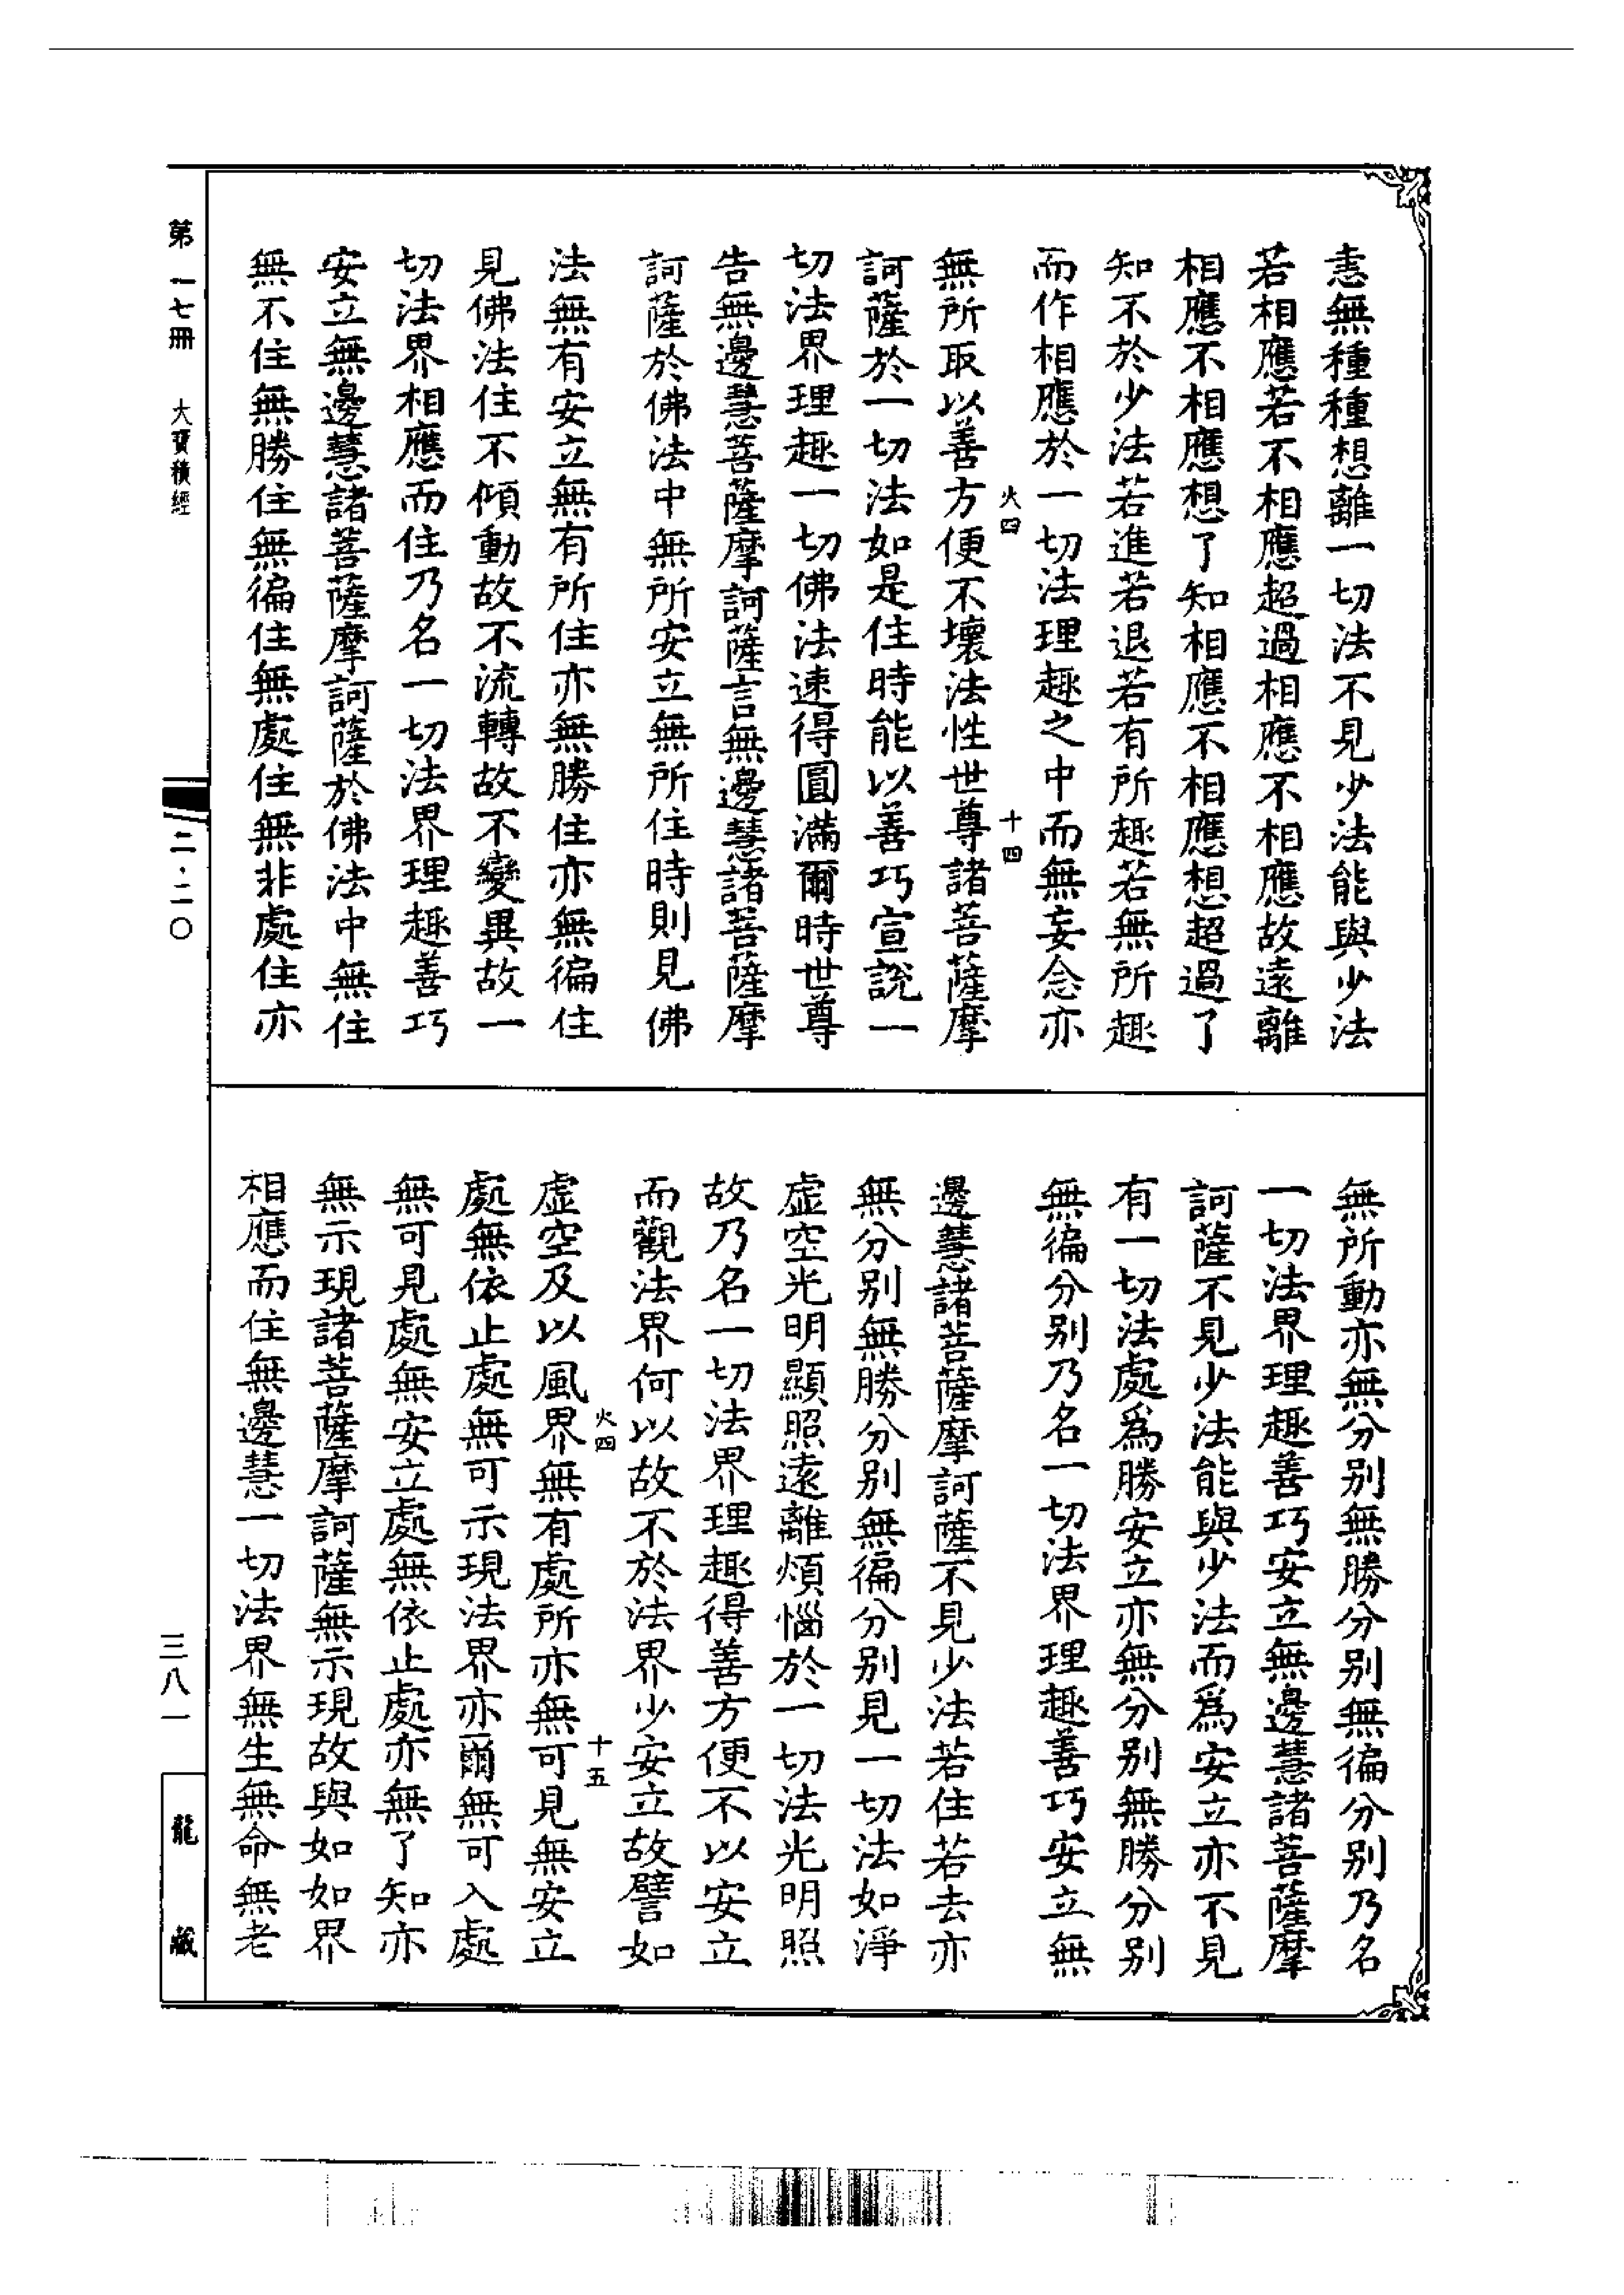 恚無種種想離一切法不見少法能與少法
若相應若不相應超過相應不相應故遠離
相應不相應想了知相應不相應想超過了
知不於少法若進若退若有所趣若無所趣
而作相應於一切法理趣之中而無妄念亦
火四 十四
無所取以善方便不壞法性世尊諸菩薩摩
訶薩於一切法如是住時能以善巧宣說一
切法界理趣一切佛法速得圓滿爾時世尊
告無邊慧菩薩摩訶薩言無邊慧諸菩薩摩
訶薩於佛法中無所安立無所住時則見佛
法無有安立無有所住亦無勝住亦無徧住
見佛法住不傾動故不流轉故不變異故一
切法界相應而住乃名一切法界理趣善巧
安立無邊慧諸菩薩摩訶薩於佛法中無住
無不住無勝住無徧住無處住無非處住亦
無所動亦無分別無勝分別無徧分別乃名
一切法界理趣善巧安立無邊慧諸菩薩摩
訶薩不見少法能與少法而為安立亦不見
有一切法處為勝安立亦無分別無勝分別
無徧分別乃名一切法界理趣善巧安立無
邊慧諸菩薩摩訶薩不見少法若住若去亦
無分別無勝分別無徧分別見一切法如淨
虛空光明顯照遠離煩惱於一切法光明照
故乃名一切法界理趣得善方便不以安立
而觀法界何以故不於法界少安立故譬如
火四 十五
虛空及以風界無有處所亦無可見無安立
處無依止處無可示現法界亦爾無可入處
無可見處無安立處無依止處亦無了知亦
無示現諸菩薩摩訶薩無示現故與如如界
相應而住無邊慧一切法界無生無命無老
第一七冊 大寶積經 二·二〇 三八一 龍藏